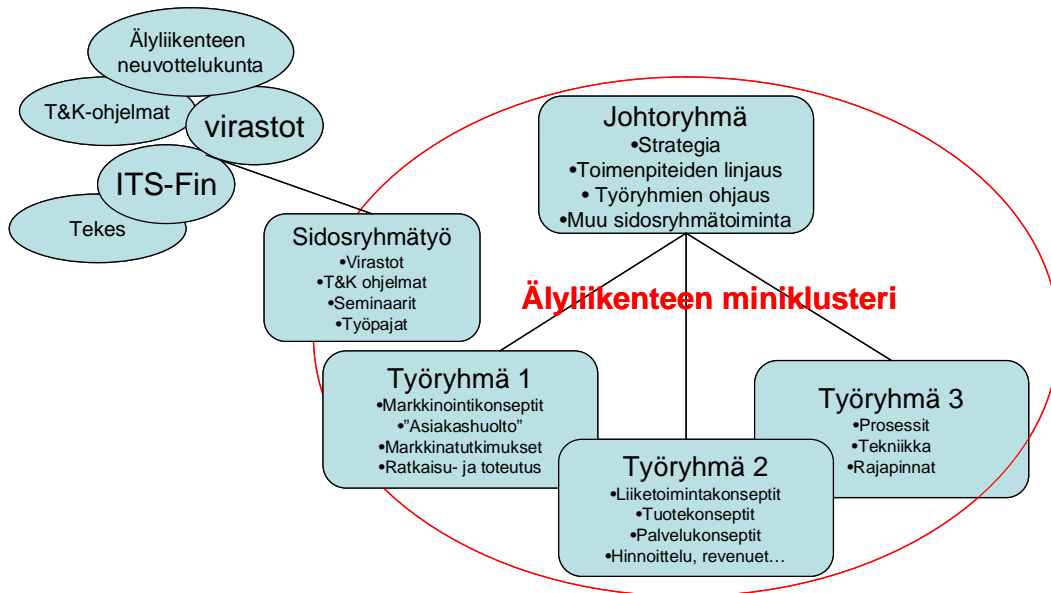 Älyliikenteen
neuvottelukunta
T&K-ohjelmat
virastot
ITS-Fin
Tekes
Johtoryhmä
•Strategia
•Toimenpiteiden linjaus
• Työryhmien ohjaus
•Muu sidosryhmätoiminta
Sidosryhmätyö
•Virastot
•T&K ohjelmat
•Seminaarit
•Työpajat
Älyliikenteen miniklusteri
Työryhmä 1
•Markkinointikonseptit
•"Asiakashuolto"
•Markkinatutkimukset
•Ratkaisu- ja toteutus
Työryhmä 2
•Liiketoimintakonseptit
•Tuotekonseptit
•Palvelukonseptit
•Hinnoittelu, revenuet…
Työryhmä 3
•Prosessit
•Tekniikka
•Rajapinnat